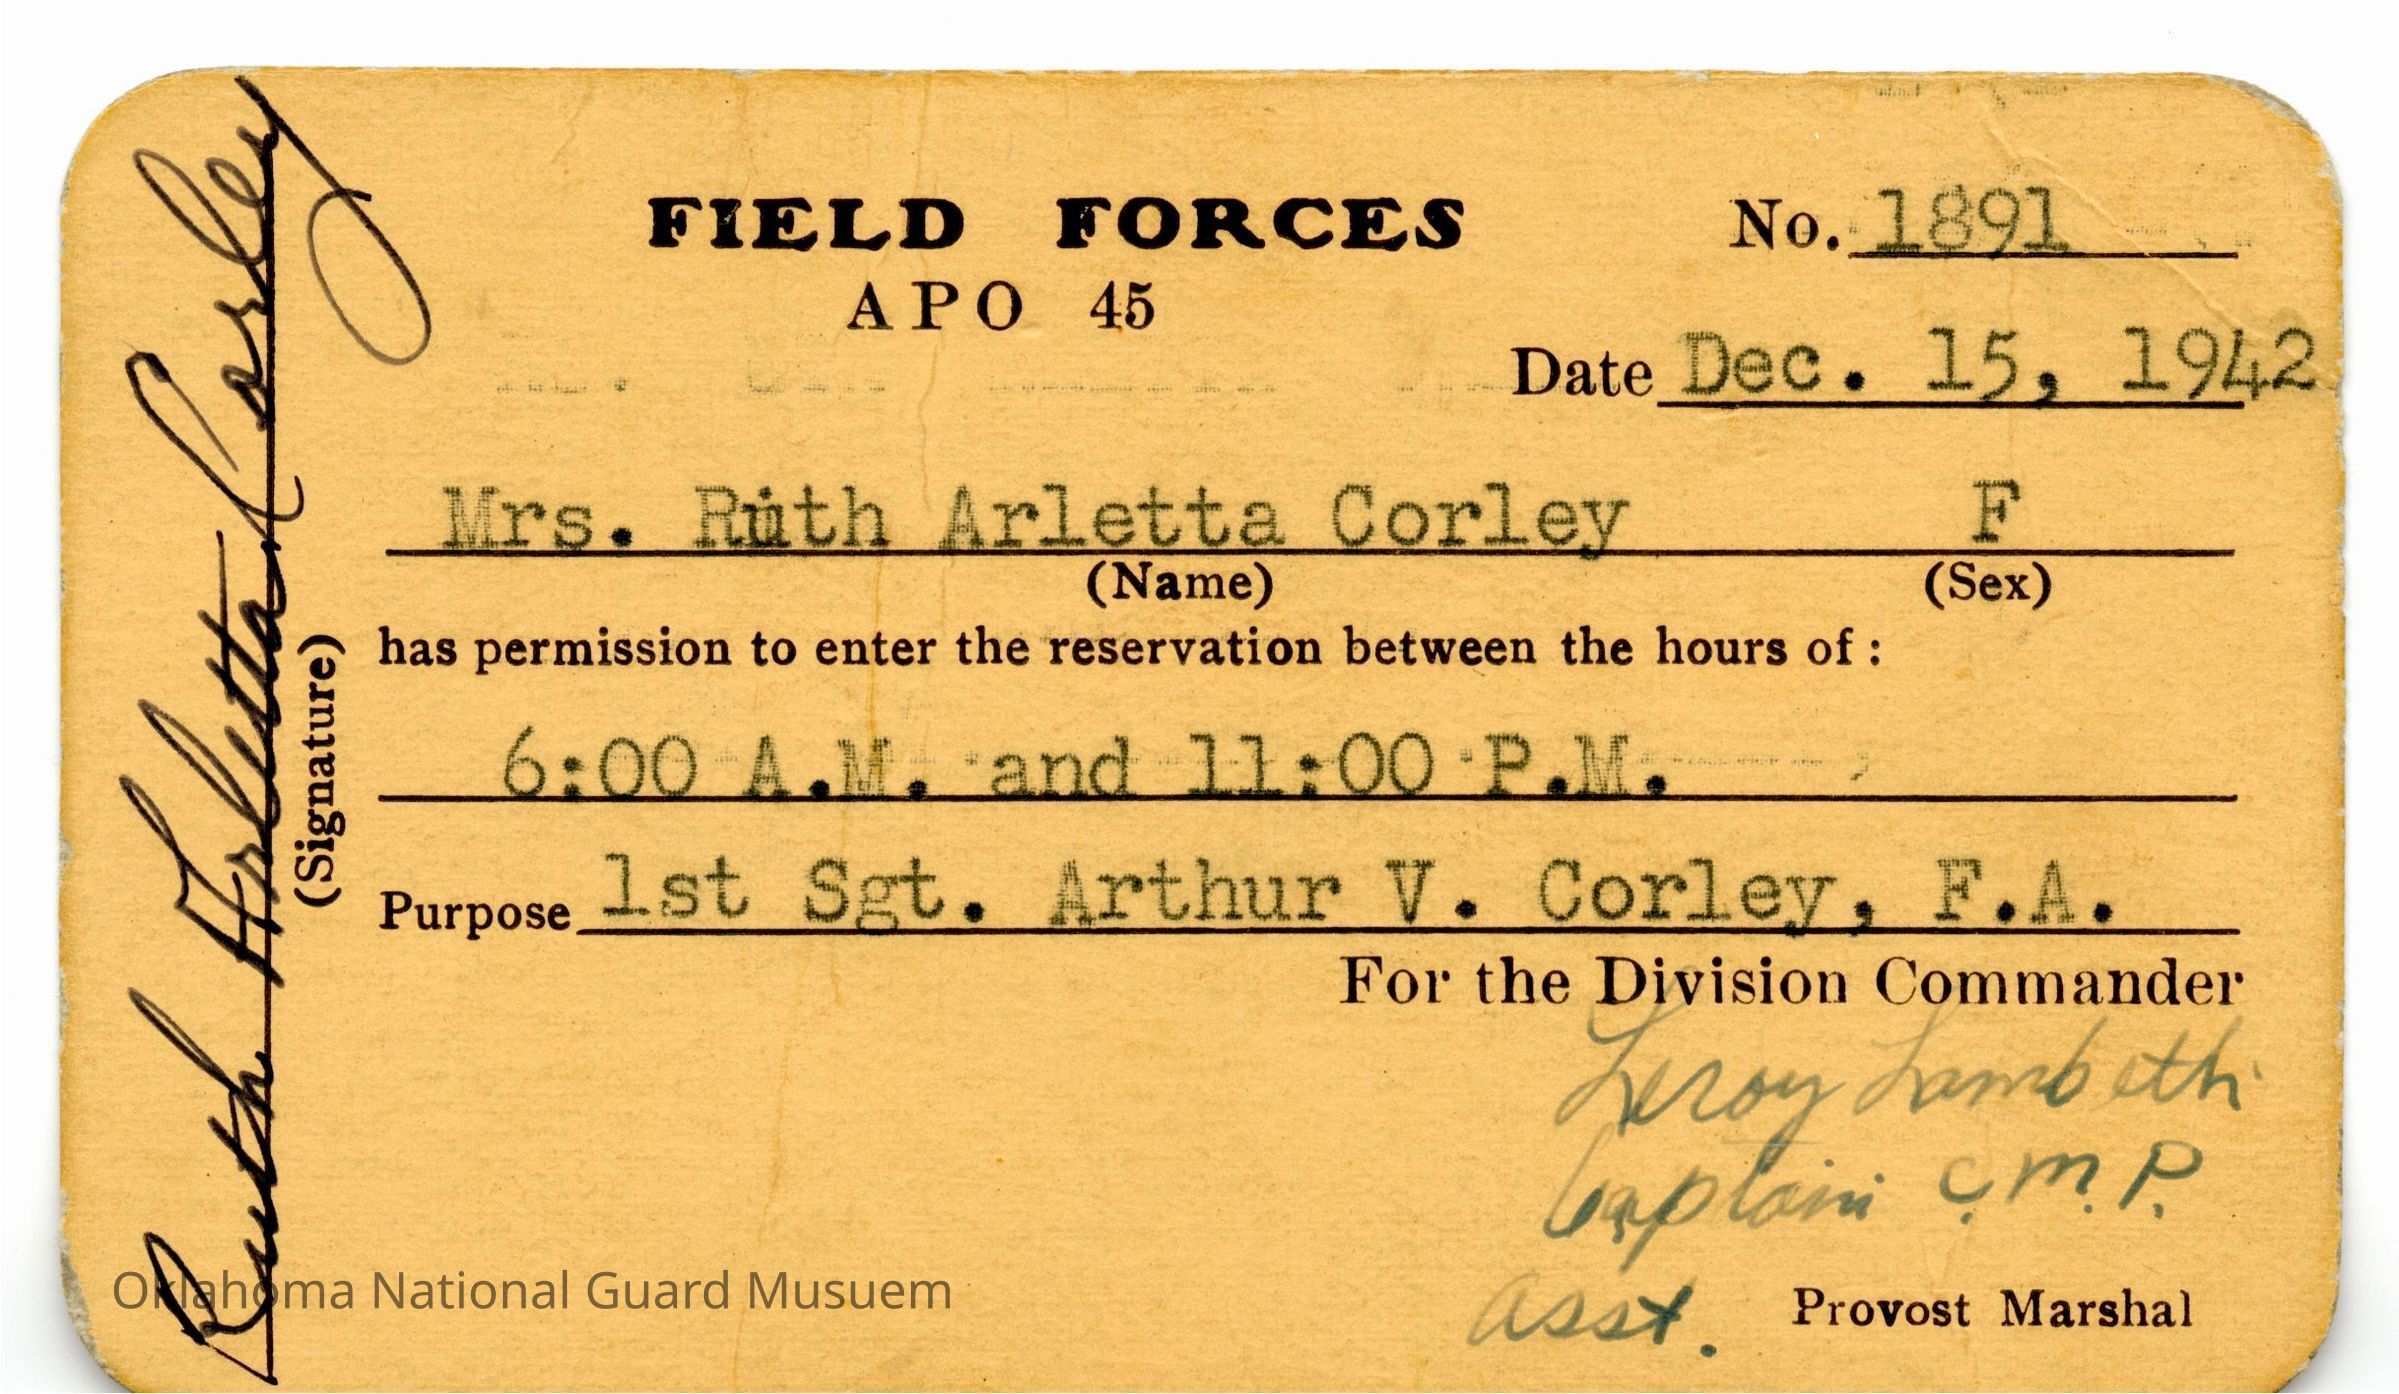 FIELD FORCES
APO 45
No. 1891
Date Dec. 15, 1942
Mrs. Ruth Arletta Corley F
(Name) (Sex)
has permission to enter the reservation between the hours of :
6:00 A.M. and 11:00 P.M.
Purpose 1st Sgt. Arthur V. Corley, F.A.
For the Division Commander
Leroy Lambeth
Captain C.M.P.
Asst. Provost Marshal
Ruth Arletta Corley
(Signature)
Oklahoma National Guard Musuem